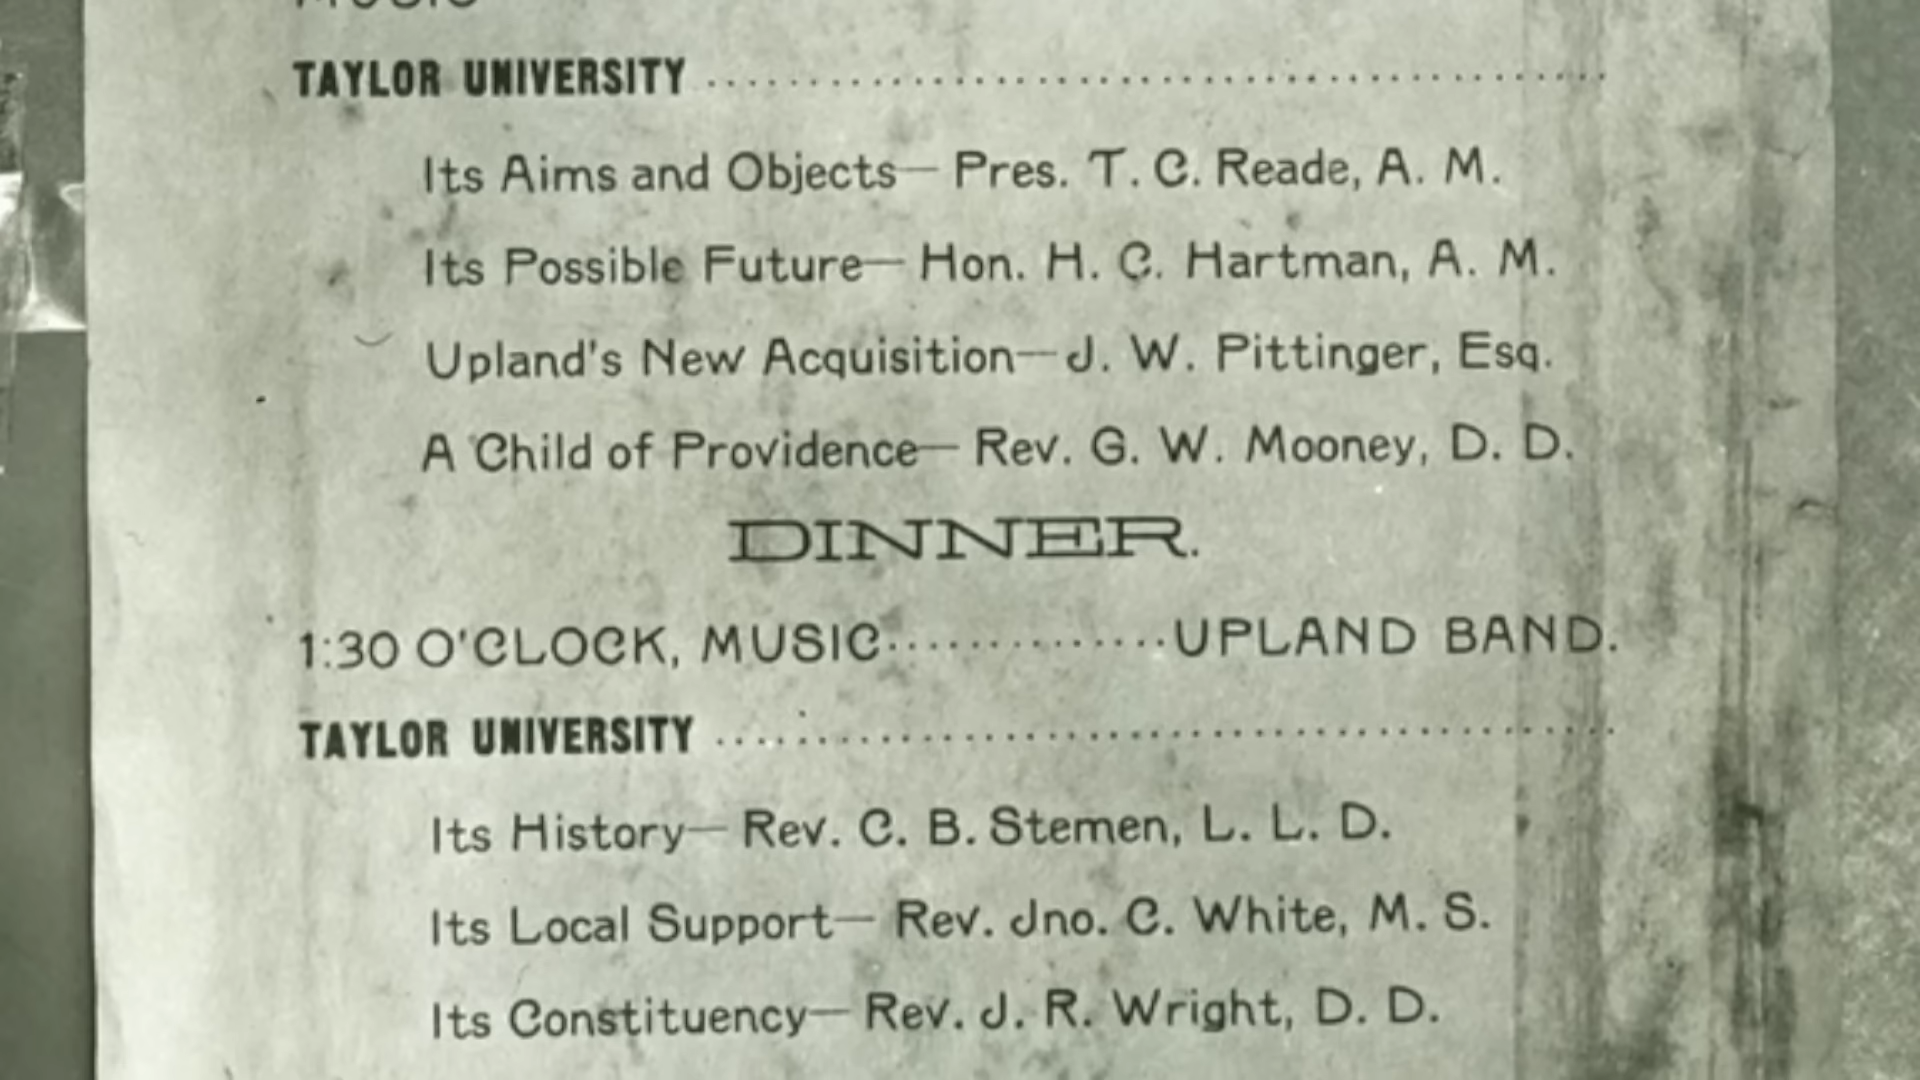 MUSIC
TAYLOR UNIVERSITY ............................................
Its Aims and Objects— Pres. T. C. Reade, A. M.
Its Possible Future— Hon. H. C. Hartman, A. M.
Upland's New Acquisition—J. W. Pittinger, Esq.
A Child of Providence— Rev. G. W. Mooney, D. D.
DINNER.
1:30 O'CLOCK, MUSIC..............UPLAND BAND.
TAYLOR UNIVERSITY ............................................
Its History— Rev. C. B. Stemen, L. L. D.
Its Local Support— Rev. Jno. C. White, M. S.
Its Constituency— Rev. J. R. Wright, D. D.